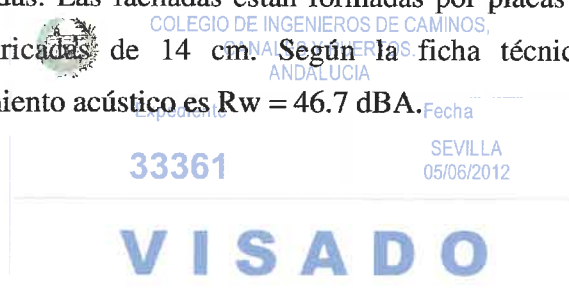 das. Las fachadas están formadas por placas
COLEGIO DE INGENIEROS DE CAMINOS,
ricadas de 14 cm. Según la ficha técnic
CANALES Y PUERTOS.
ANDALUCIA
miento acústico es Rw = 46.7 dBA.
Expediente Fecha
33361 SEVILLA
05/06/2012
VISADO